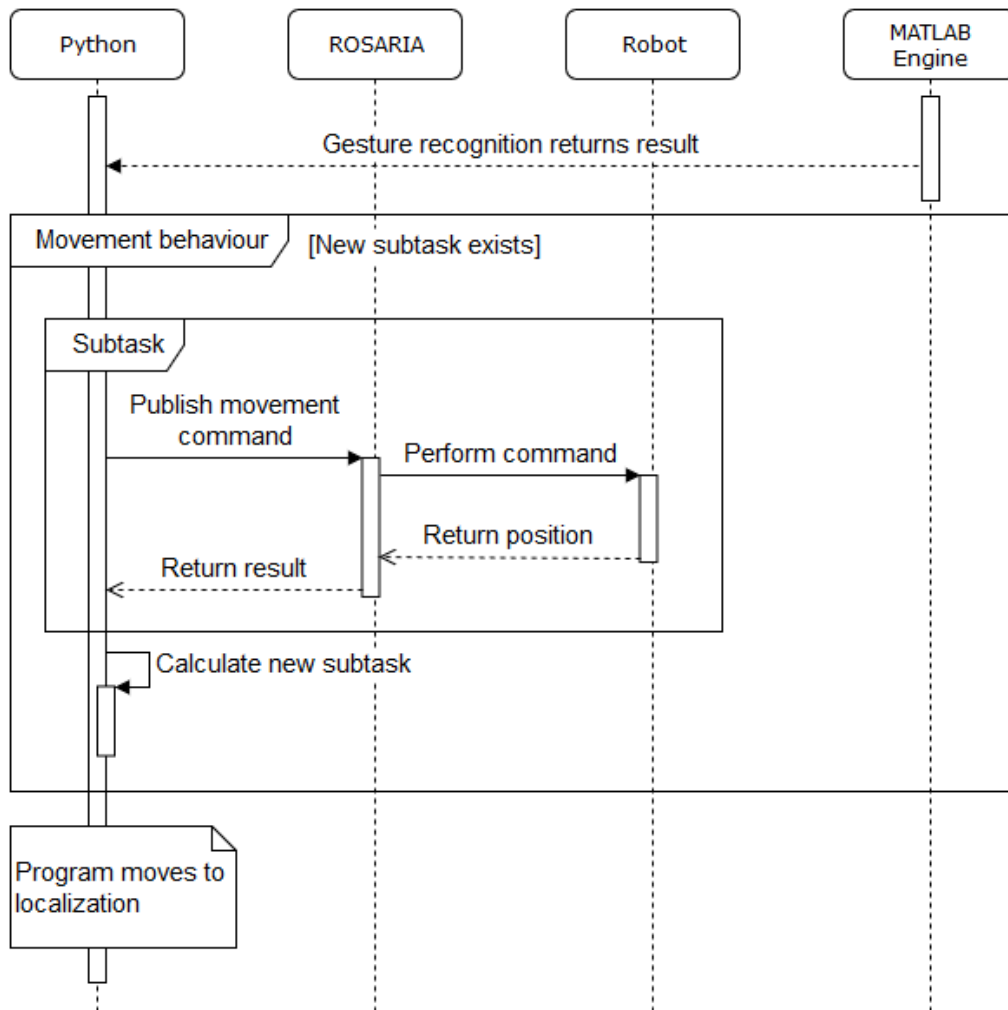 Python
ROSARIA
Robot
MATLAB
Engine
Gesture recognition returns result
Movement behaviour
[New subtask exists]
Subtask
Publish movement
command
Perform command
Return position
Return result
Calculate new subtask
Program moves to
localization